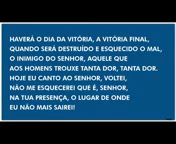 HAVERÁ O DIA DA VITÓRIA, A VITÓRIA FINAL,
QUANDO SERÁ DESTRUÍDO E ESQUECIDO O MAL,
O INIMIGO DO SENHOR, AQUELE QUE
AOS HOMENS TROUXE TANTA DOR, TANTA DOR.
HOJE EU CANTO AO SENHOR, VOLTEI,
NÃO ME ESQUECEREI QUE É, SENHOR,
NA TUA PRESENÇA, O LUGAR DE ONDE
EU NÃO MAIS SAIREI!